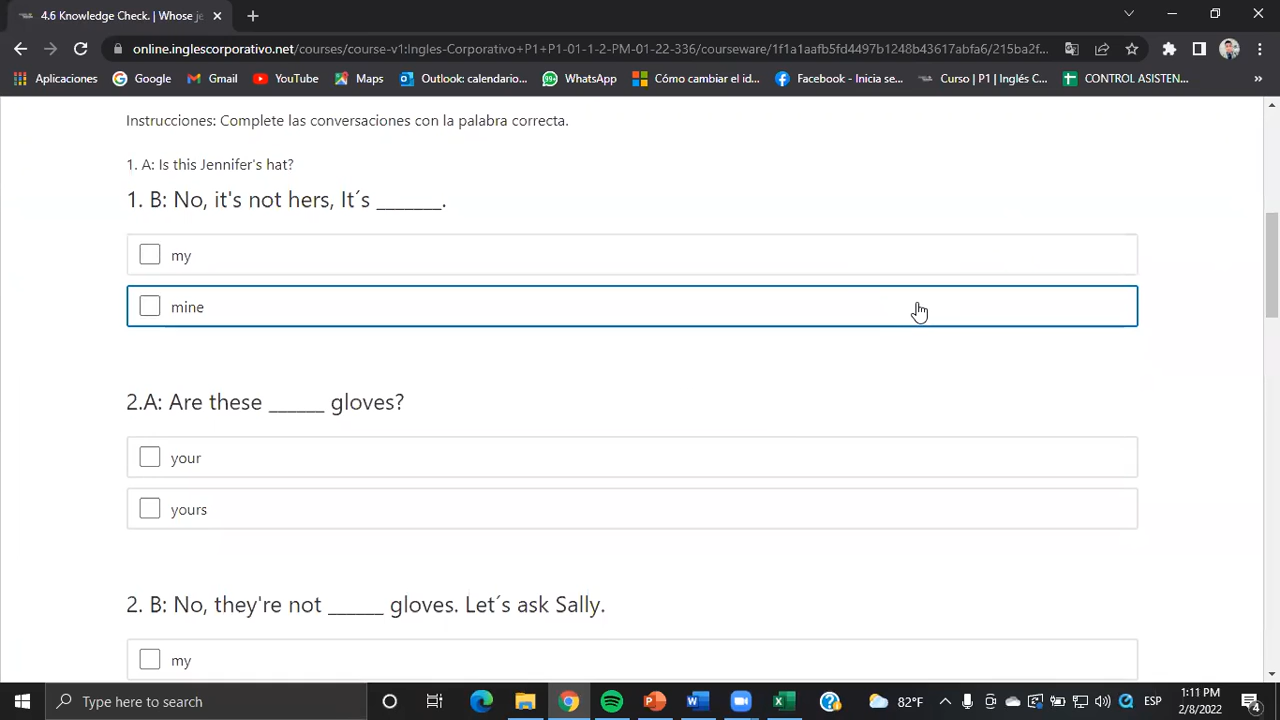 4.6 Knowledge Check. | Whose je
online.inglescorporativo.net/courses/course-v1:Ingles-Corporativo+P1+P1-01-1-2-PM-01-22-336/courseware/1f1a1aafb5fd4497b1248b43617abfa6/215ba2f...
Aplicaciones Google Gmail YouTube Maps Outlook: calendario... WhatsApp Cómo cambiar el id... Facebook - Inicia se... Curso | P1 | Inglés C... CONTROL ASISTEN... »
Instrucciones: Complete las conversaciones con la palabra correcta.
1. A: Is this Jennifer's hat?
1. B: No, it's not hers, It´s _______.
my
mine
2.A: Are these ______ gloves?
your
yours
2. B: No, they're not ______ gloves. Let´s ask Sally.
my
Type here to search
82°F
ESP
1:11 PM
2/8/2022
4